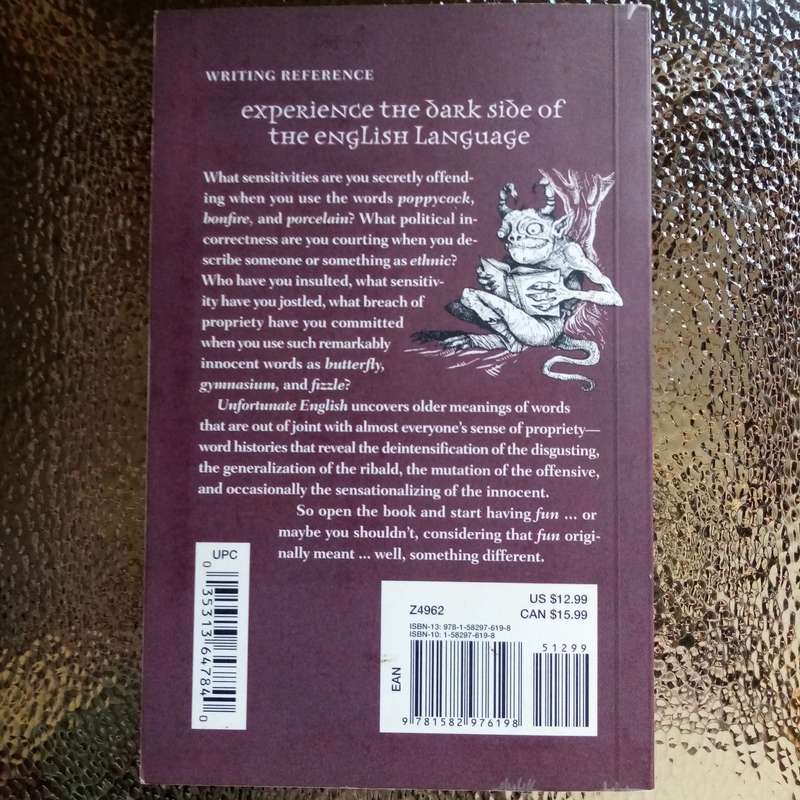 WRITING REFERENCE
experience the dark side of
the english language
What sensitivities are you secretly offend-
ing when you use the words poppycock,
bonfire, and porcelain? What political in-
correctness are you courting when you de-
scribe someone or something as ethnic?
Who have you insulted, what sensitiv-
ity have you jostled, what breach of
propriety have you committed
when you use such remarkably
innocent words as butterfly,
gymnasium, and fizzle?
Unfortunate English uncovers older meanings of words
that are out of joint with almost everyone's sense of propriety—
word histories that reveal the deintensification of the disgusting,
the generalization of the ribald, the mutation of the offensive,
and occasionally the sensationalizing of the innocent.
So open the book and start having fun ... or
maybe you shouldn't, considering that fun origi-
nally meant ... well, something different.
UPC
0 35313 64784 0
Z4962
US $12.99
CAN $15.99
ISBN-13: 978-1-58297-619-8
ISBN-10: 1-58297-619-8
51299
EAN
9 781582 976198